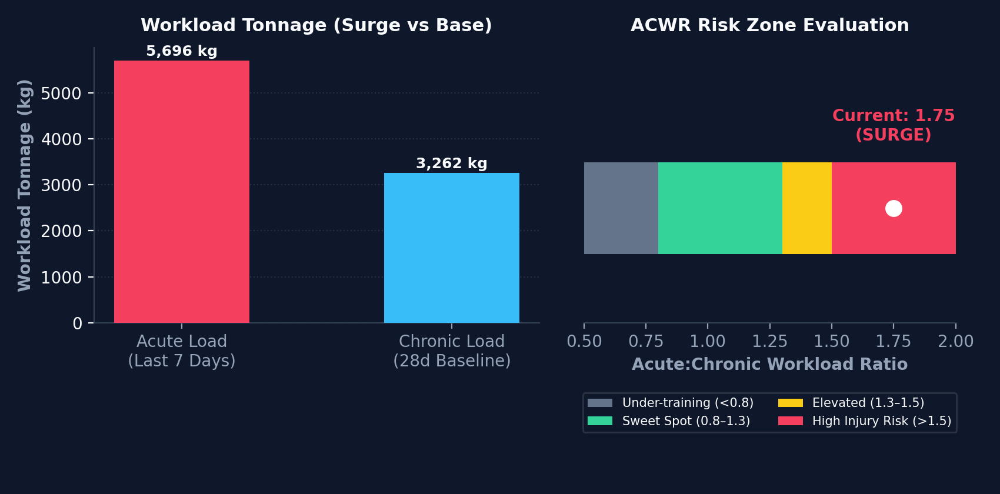 Workload Tonnage (Surge vs Base)
5,696 kg
3,262 kg
Workload Tonnage (kg)
5000
4000
3000
2000
1000
0
Acute Load
(Last 7 Days)
Chronic Load
(28d Baseline)
ACWR Risk Zone Evaluation
Current: 1.75
(SURGE)
0.50 0.75 1.00 1.25 1.50 1.75 2.00
Acute:Chronic Workload Ratio
Under-training (<0.8)
Sweet Spot (0.8–1.3)
Elevated (1.3–1.5)
High Injury Risk (>1.5)